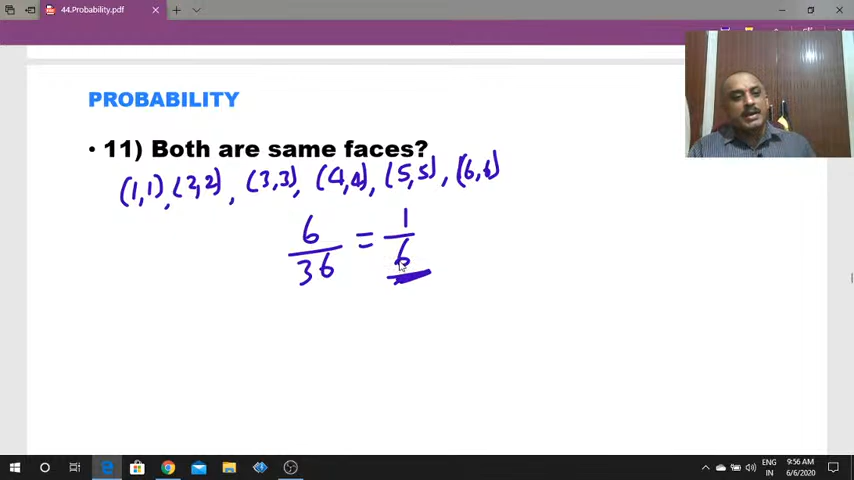 44.Probability.pdf
PROBABILITY
• 11) Both are same faces?
(1,1), (2,2), (3,3), (4,4), (5,5), (6,6)
6/36 = 1/6
ENG 9:56 AM
IN 6/6/2020